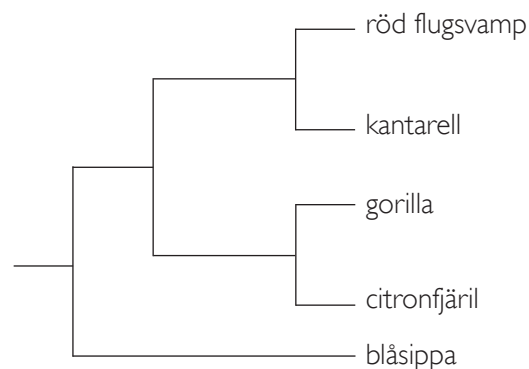 röd flugsvamp
kantarell
gorilla
citronfjäril
blåsippa